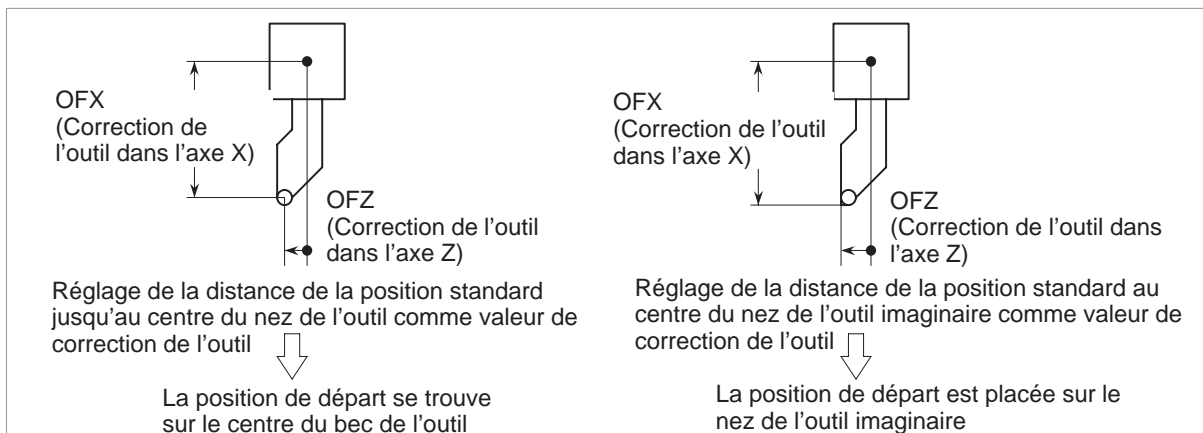 OFX
(Correction de
l’outil dans l’axe X)
OFZ
(Correction de l’outil
dans l’axe Z)
Réglage de la distance de la position standard
jusqu’au centre du nez de l’outil comme valeur de
correction de l’outil
La position de départ se trouve
sur le centre du bec de l’outil
OFX
(Correction de l’outil
dans l’axe X)
OFZ
(Correction de l’outil dans
l’axe Z)
Réglage de la distance de la position standard au
centre du nez de l’outil imaginaire comme valeur de
correction de l’outil
La position de départ est placée sur le
nez de l’outil imaginaire